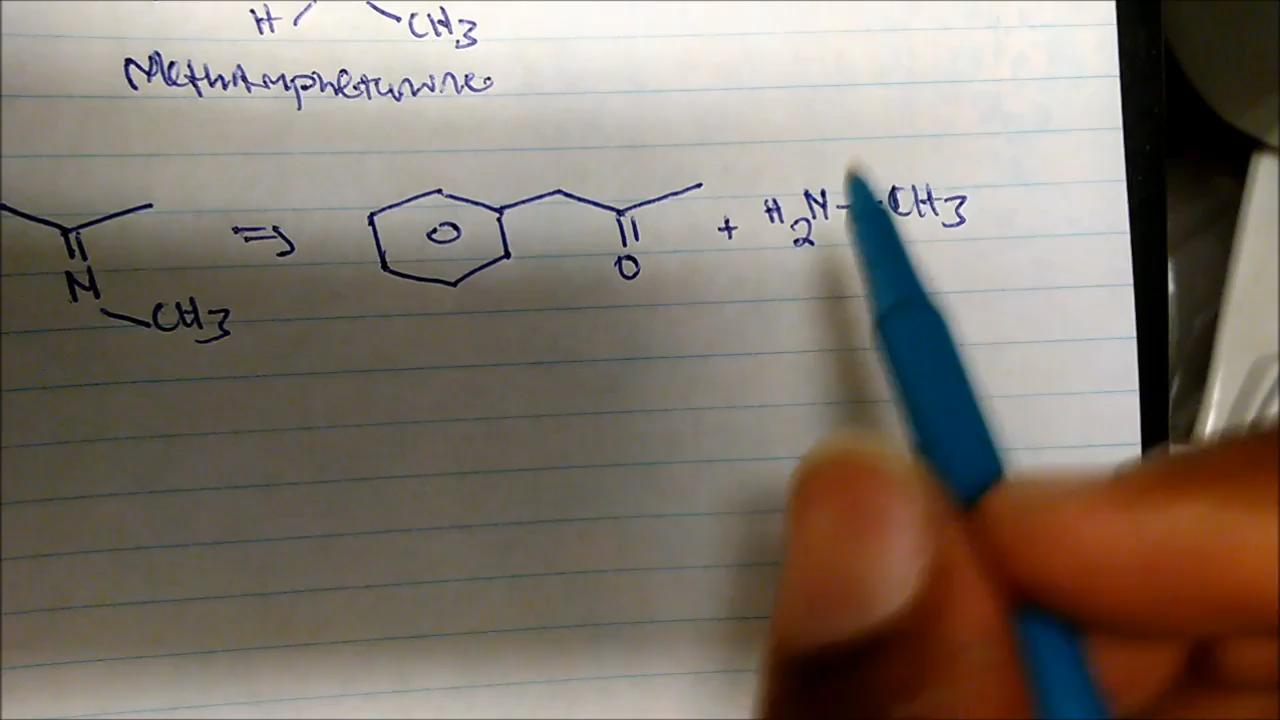 H CH3
Methamphetamine
⇒ O + H2N - CH3
N O
CH3